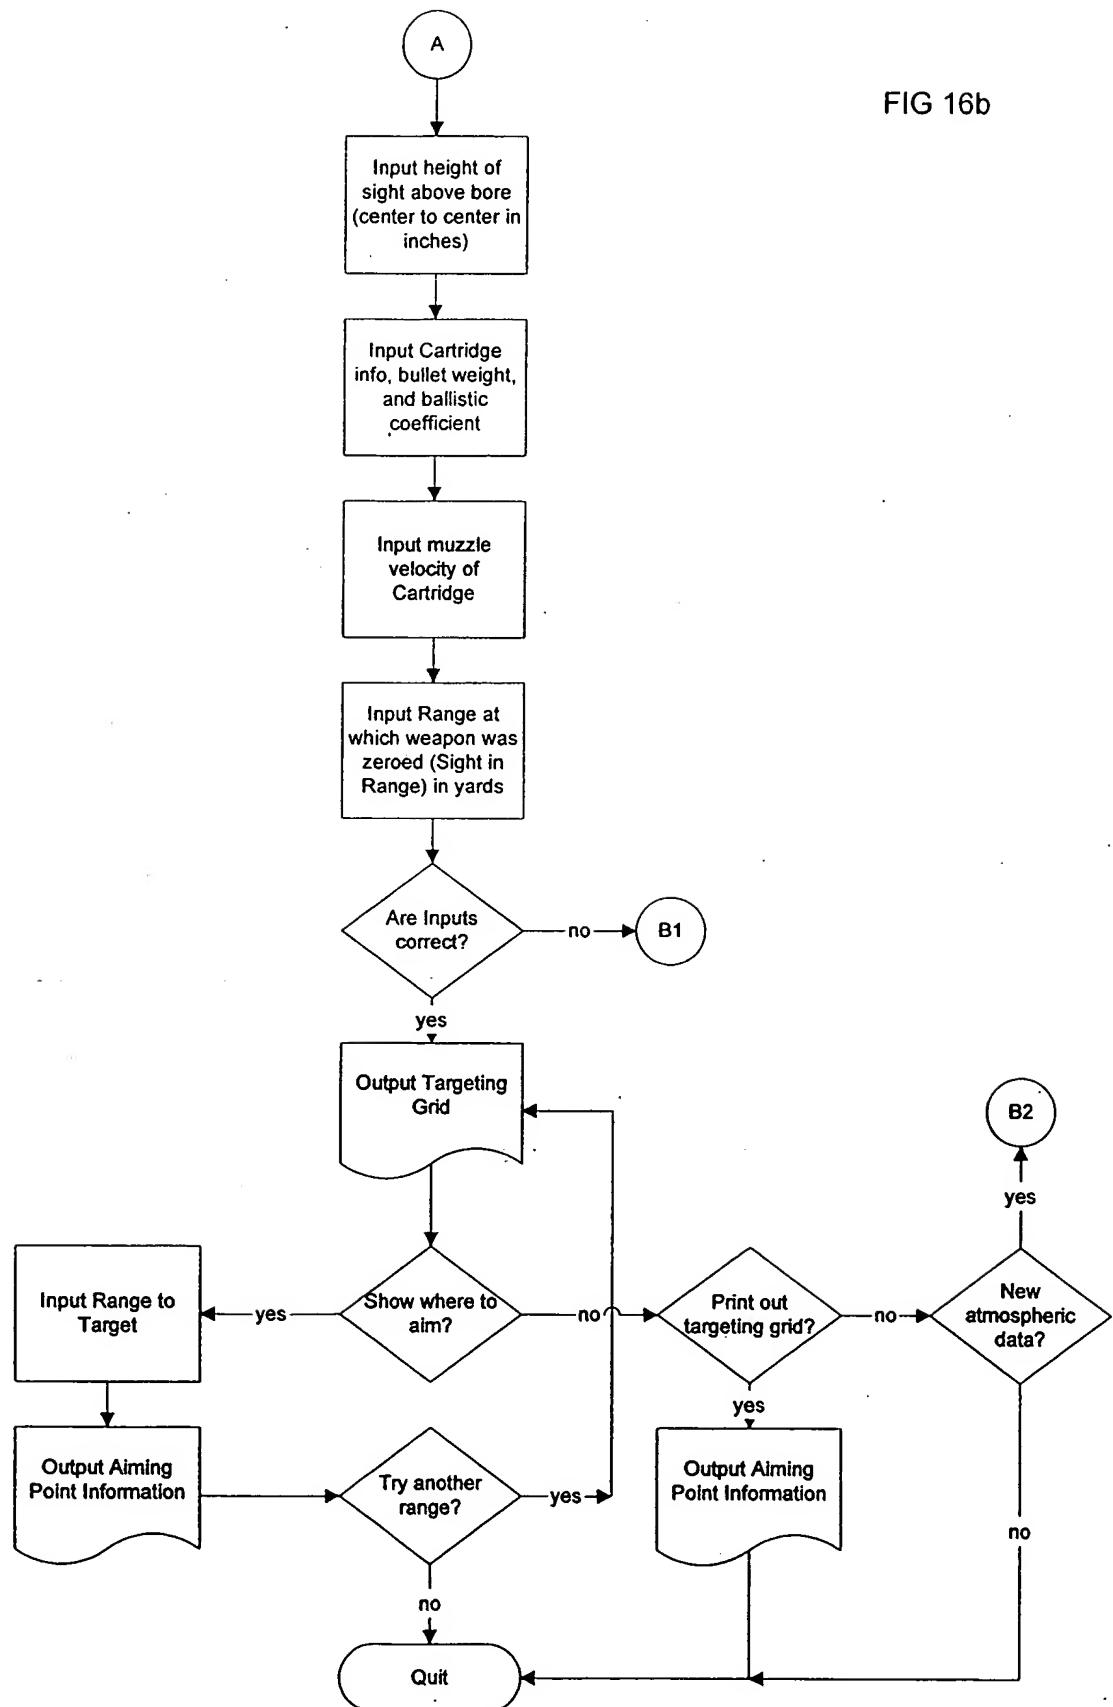 A
FIG 16b
Input height of
sight above bore
(center to center in
inches)
Input Cartridge
info, bullet weight,
and ballistic
coefficient
Input muzzle
velocity of
Cartridge
Input Range at
which weapon was
zeroed (Sight in
Range) in yards
Are Inputs
correct?
no
B1
yes
Output Targeting
Grid
B2
yes
Input Range to
Target
yes
Show where to
aim?
no
Print out
targeting grid?
no
New
atmospheric
data?
yes
Output Aiming
Point Information
Try another
range?
yes
Output Aiming
Point Information
no
no
Quit